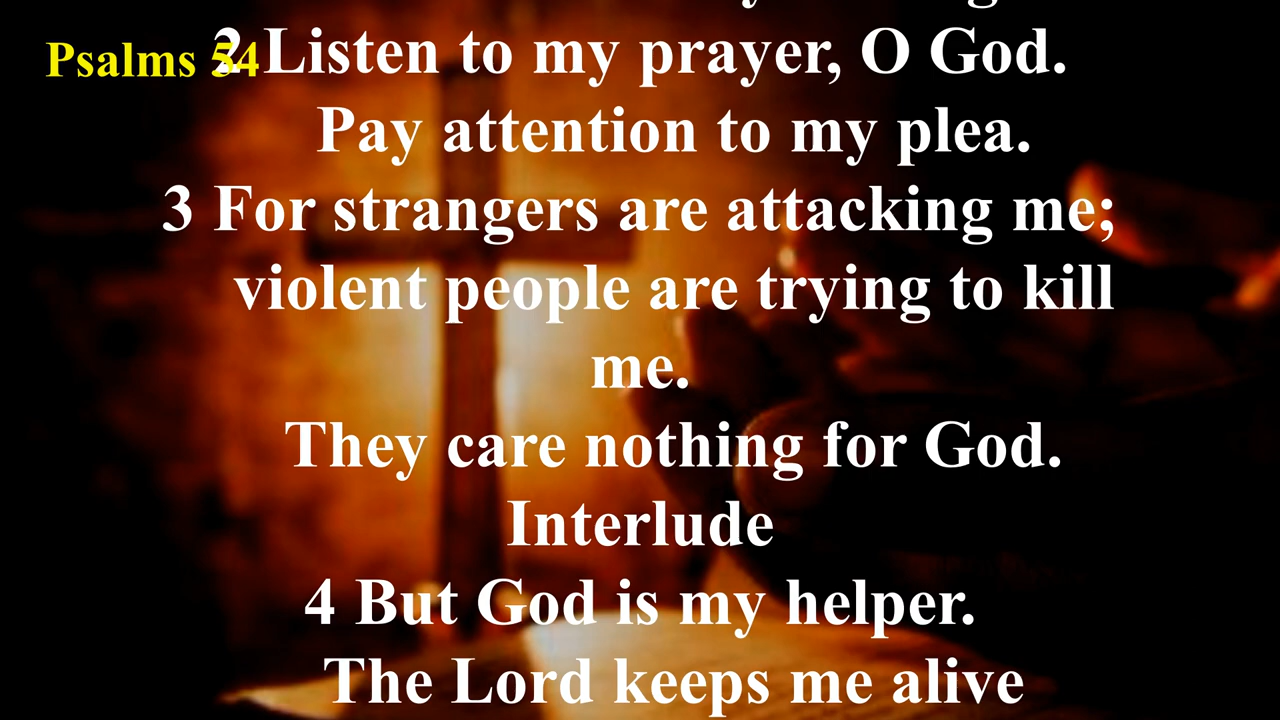 Psalms 54
2 Listen to my prayer, O God.
Pay attention to my plea.
3 For strangers are attacking me;
violent people are trying to kill
me.
They care nothing for God.
Interlude
4 But God is my helper.
The Lord keeps me alive